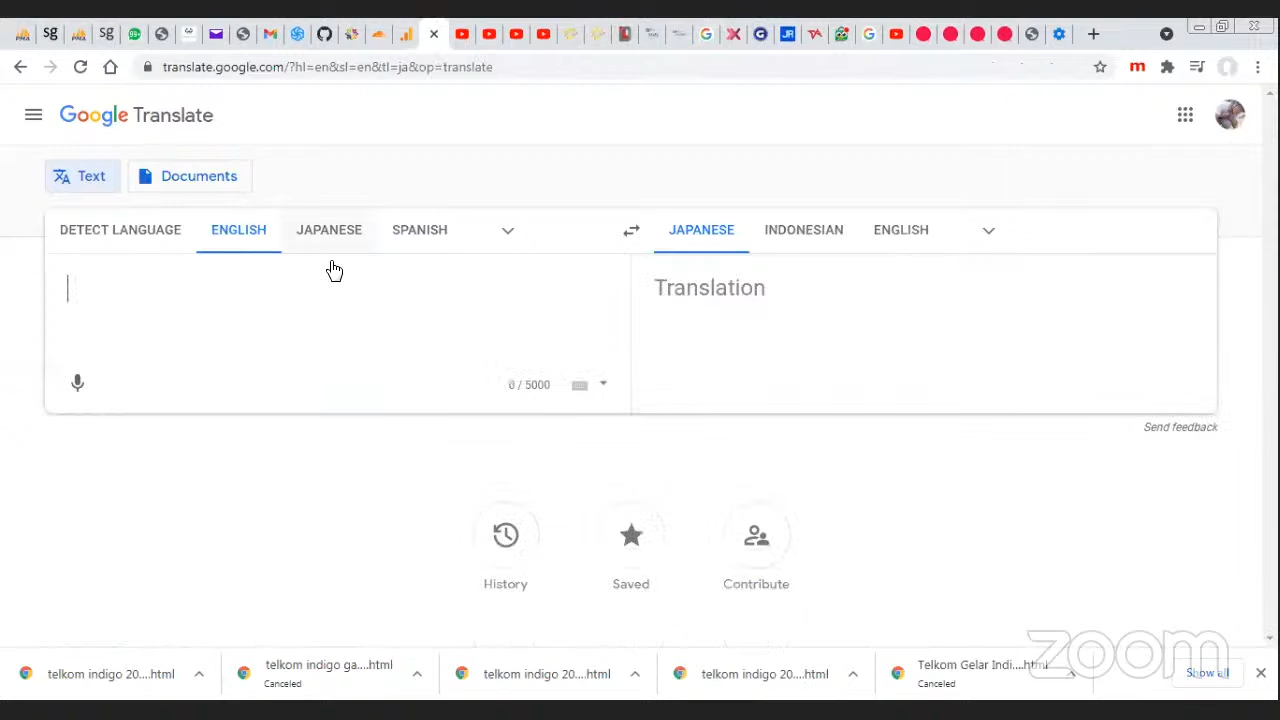 translate.google.com/?hl=en&sl=en&tl=ja&op=translate
Google Translate
Text
Documents
DETECT LANGUAGE
ENGLISH
JAPANESE
SPANISH
JAPANESE
INDONESIAN
ENGLISH
Translation
0 / 5000
Send feedback
History
Saved
Contribute
zoom
telkom indigo 20....html
telkom indigo ga....html
Canceled
telkom indigo 20....html
telkom indigo 20....html
Telkom Gelar Indi....html
Canceled
Show all